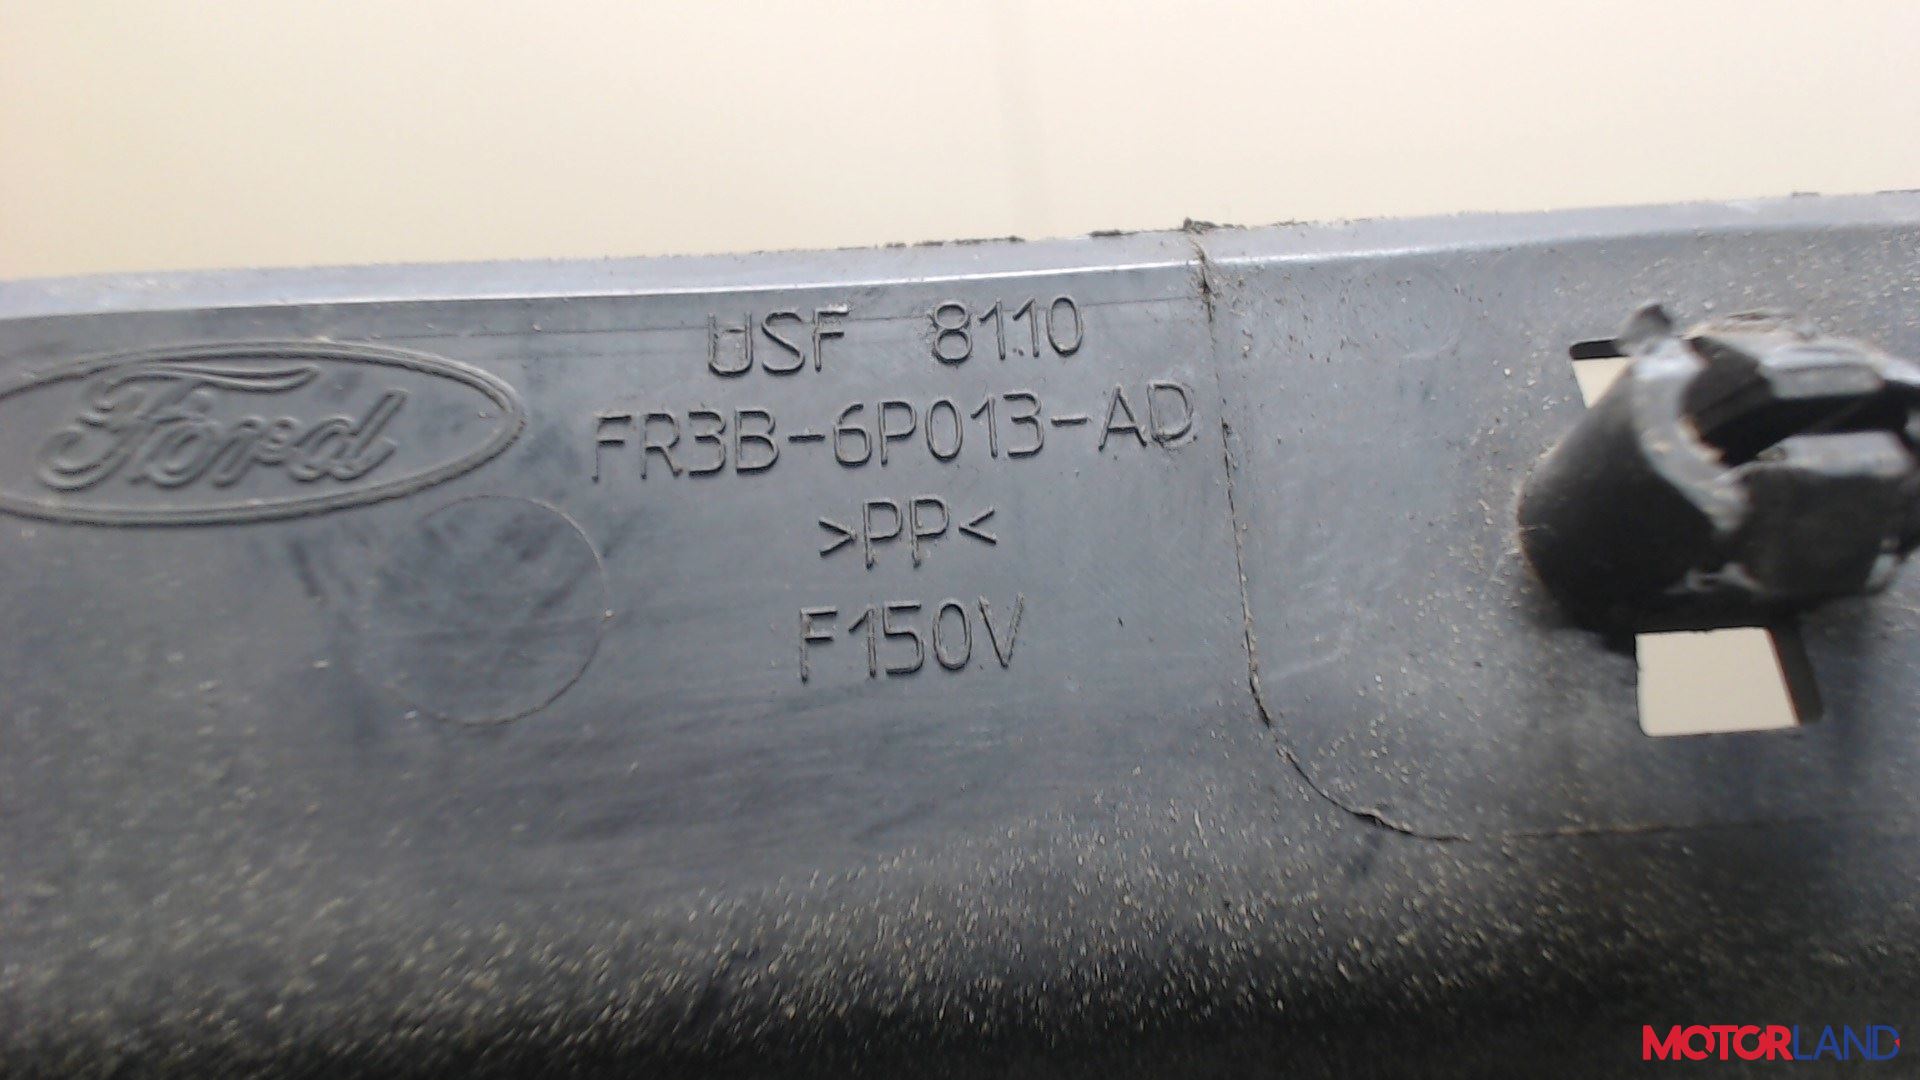 Ford
USF 8110
FR3B-6P013-AD
>PP<
F150V
MOTORLAND